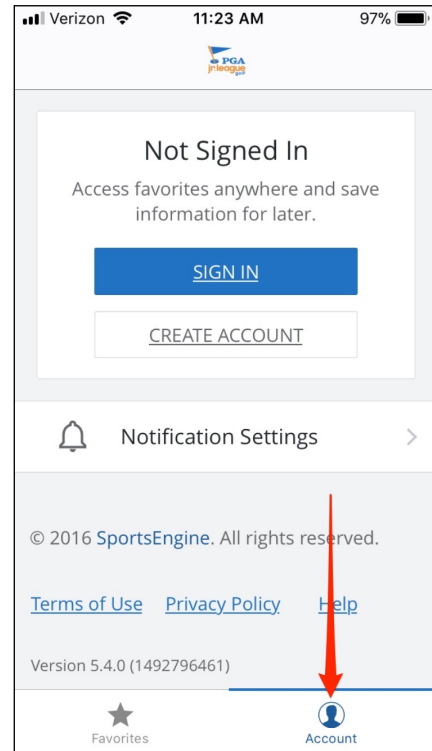 Verizon 11:23 AM 97%
PGA
jr.league
golf
Not Signed In
Access favorites anywhere and save
information for later.
SIGN IN
CREATE ACCOUNT
Notification Settings
© 2016 SportsEngine. All rights reserved.
Terms of Use Privacy Policy Help
Version 5.4.0 (1492796461)
Favorites Account